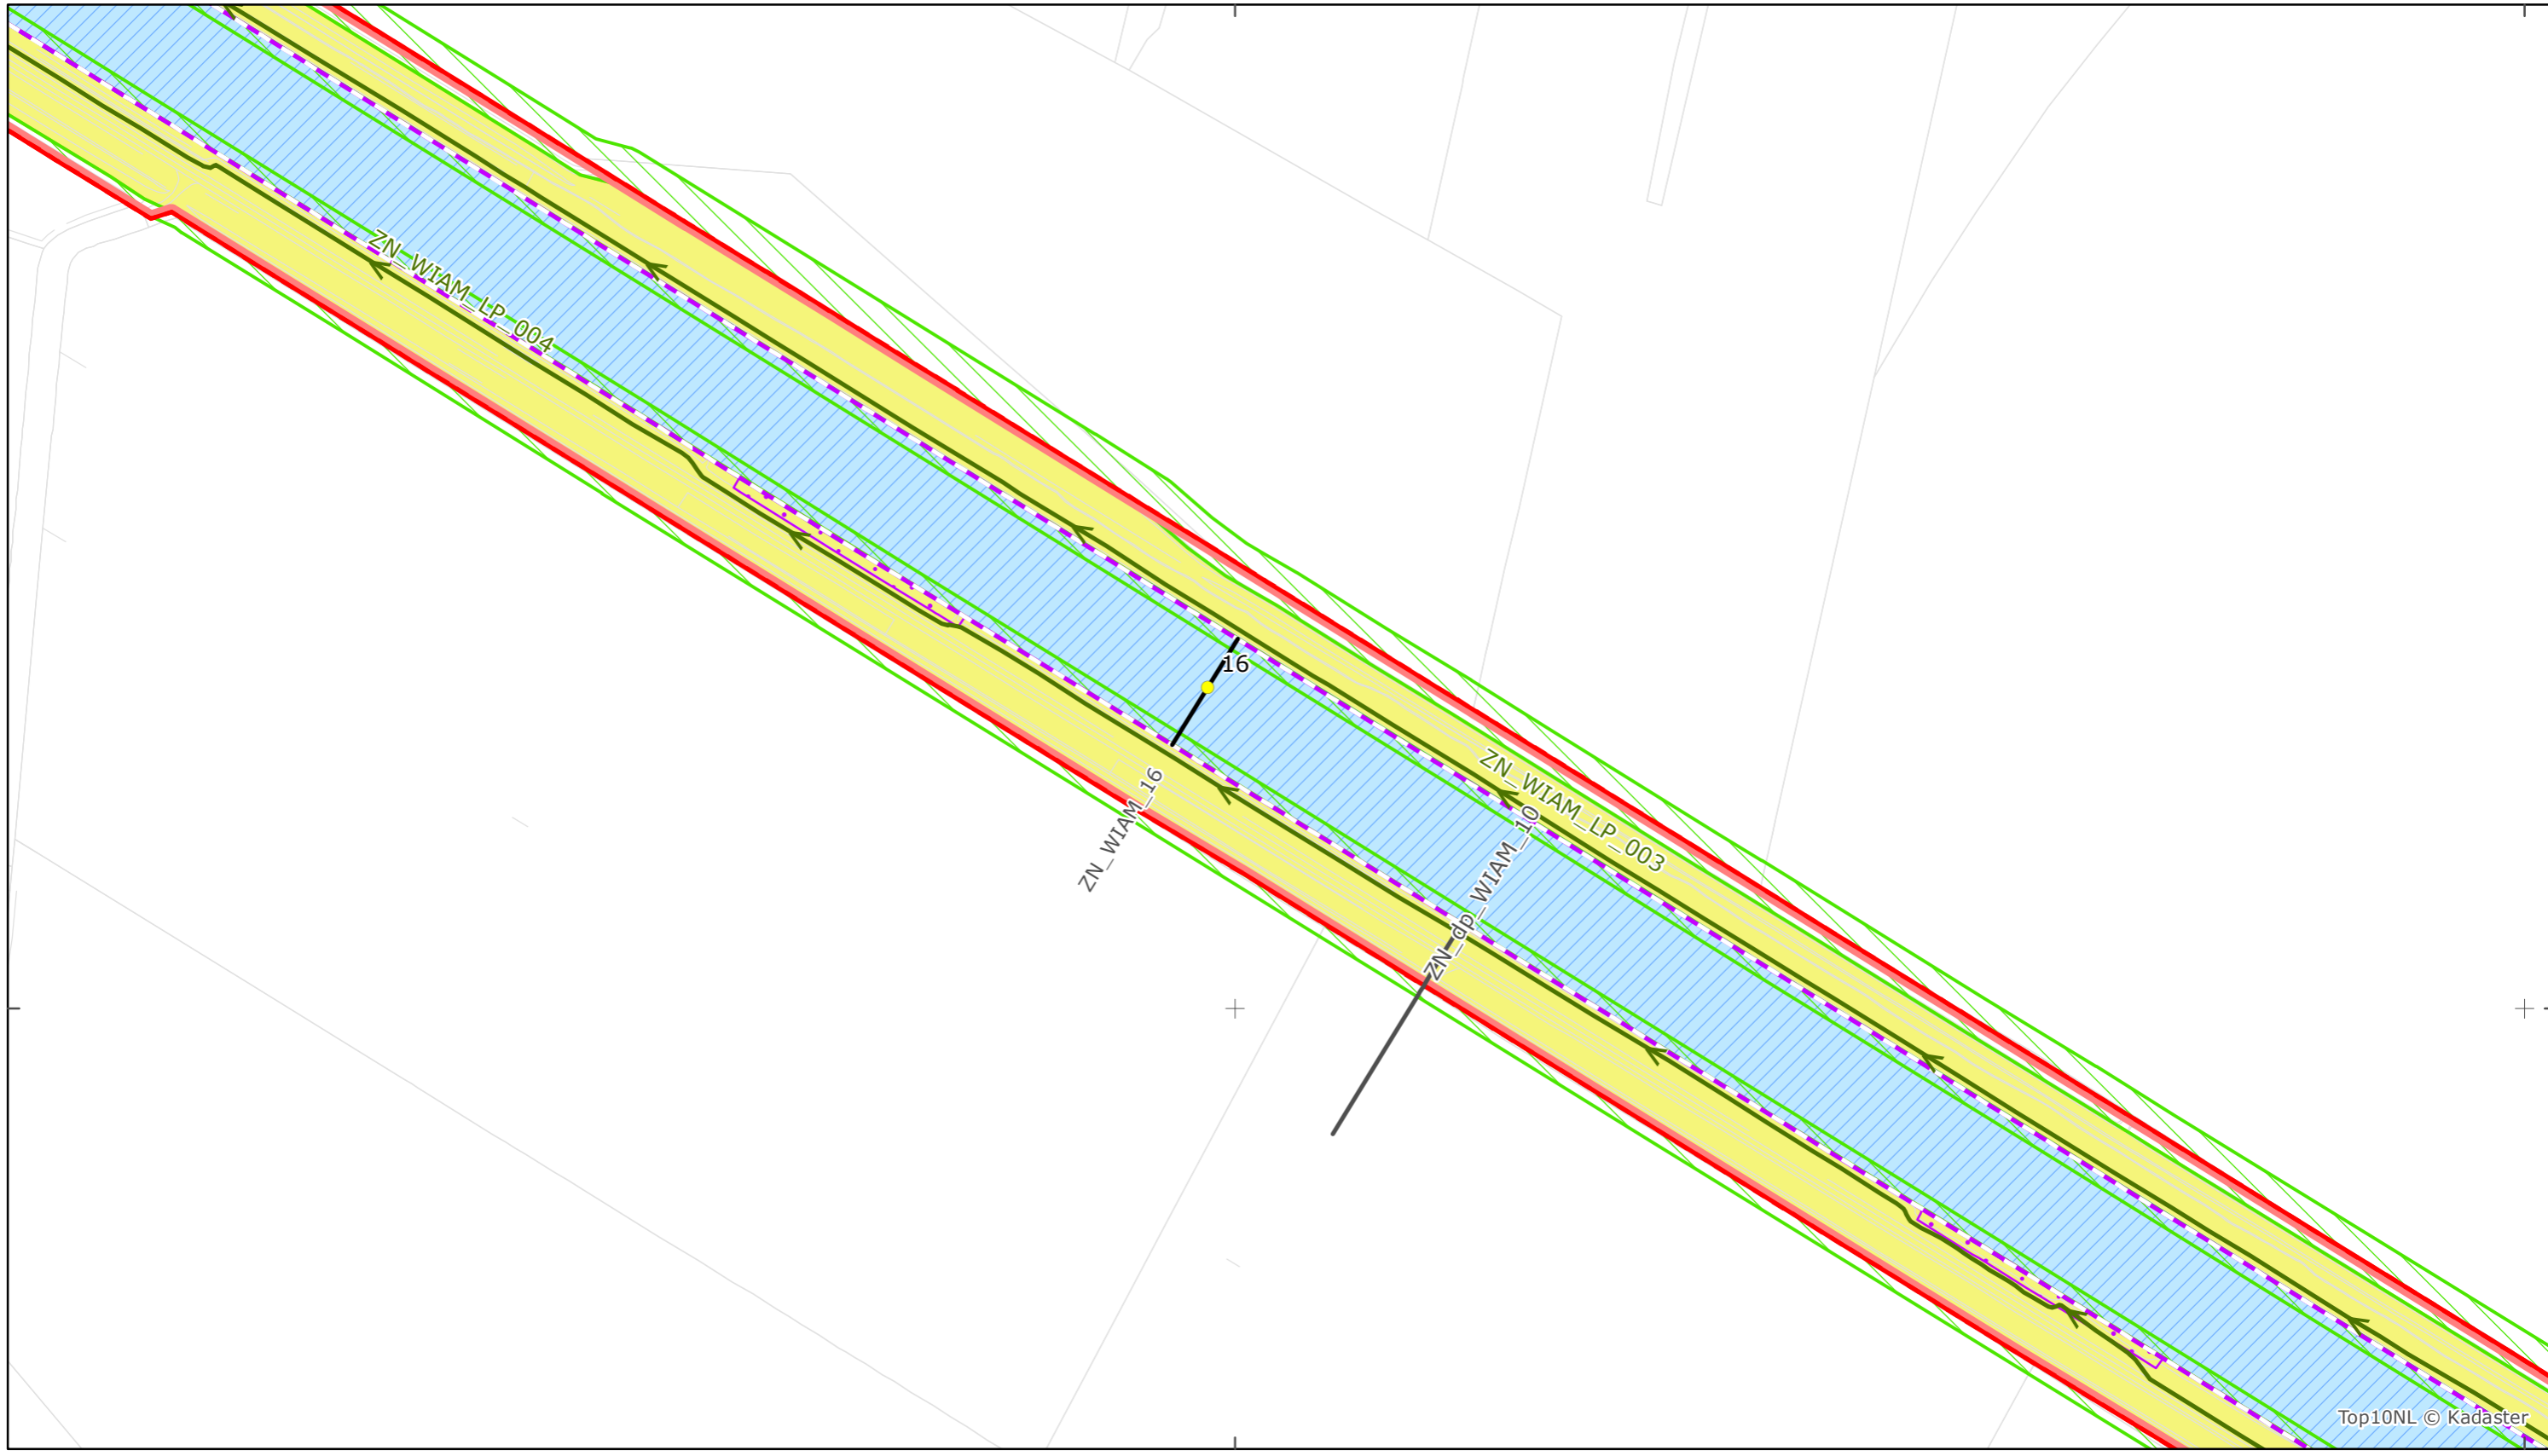 ZN_WIAM_LP_004
16
ZN_WIAM_LP_003
ZN_WIAM_16
ZN_dp_WIAM_10
Top10NL © Kadaster